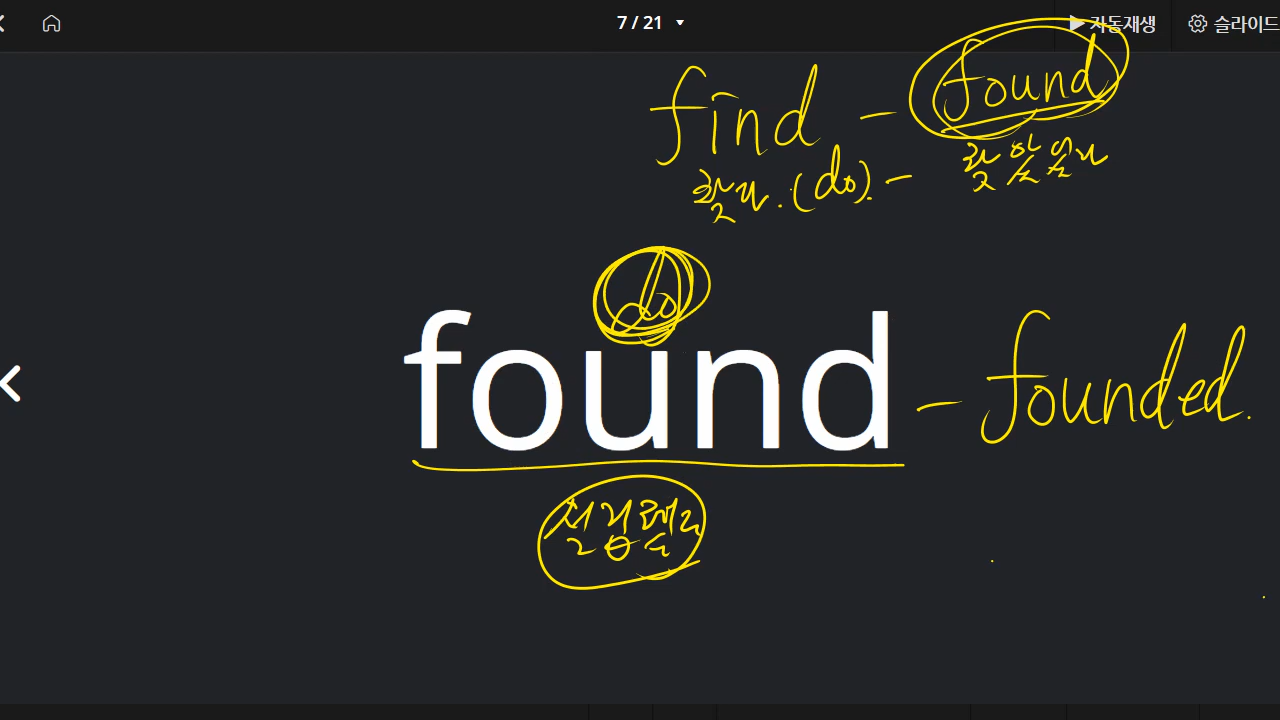 7 / 21
자동재생
슬라이드
find - found
찾다. (do). - 찾았었다
do
found - founded.
설립하다